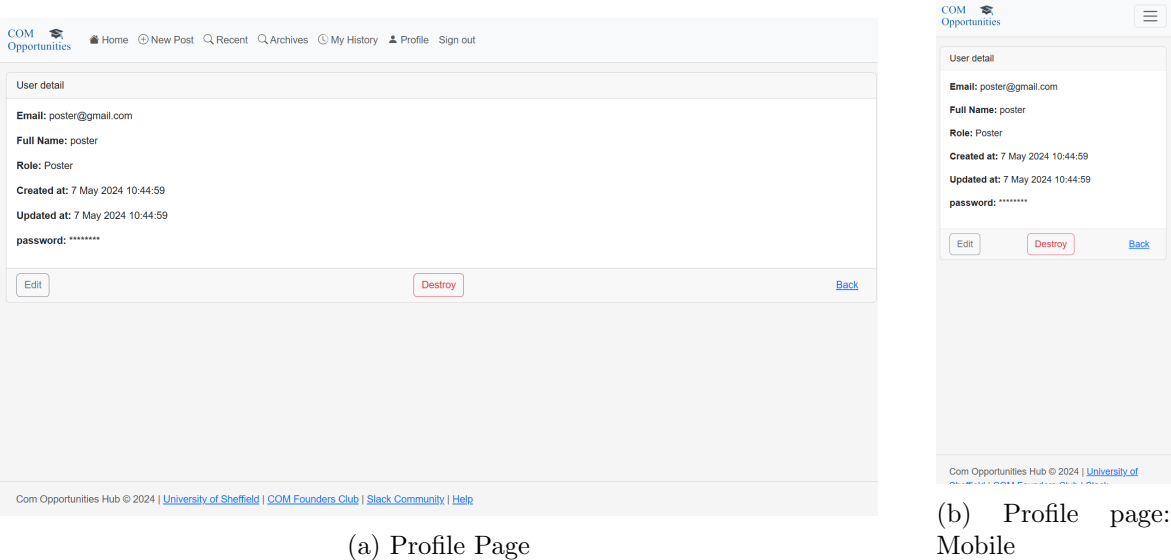 COM
Opportunities
Home New Post Recent Archives My History Profile Sign out
User detail
Email: poster@gmail.com
Full Name: poster
Role: Poster
Created at: 7 May 2024 10:44:59
Updated at: 7 May 2024 10:44:59
password: ********
Edit Destroy Back
Com Opportunities Hub © 2024 | University of Sheffield | COM Founders Club | Slack Community | Help
(a) Profile Page
COM
Opportunities
User detail
Email: poster@gmail.com
Full Name: poster
Role: Poster
Created at: 7 May 2024 10:44:59
Updated at: 7 May 2024 10:44:59
password: ********
Edit Destroy Back
Com Opportunities Hub © 2024 | University of
Sheffield | COM Founders Club | Slack
(b) Profile page:
Mobile